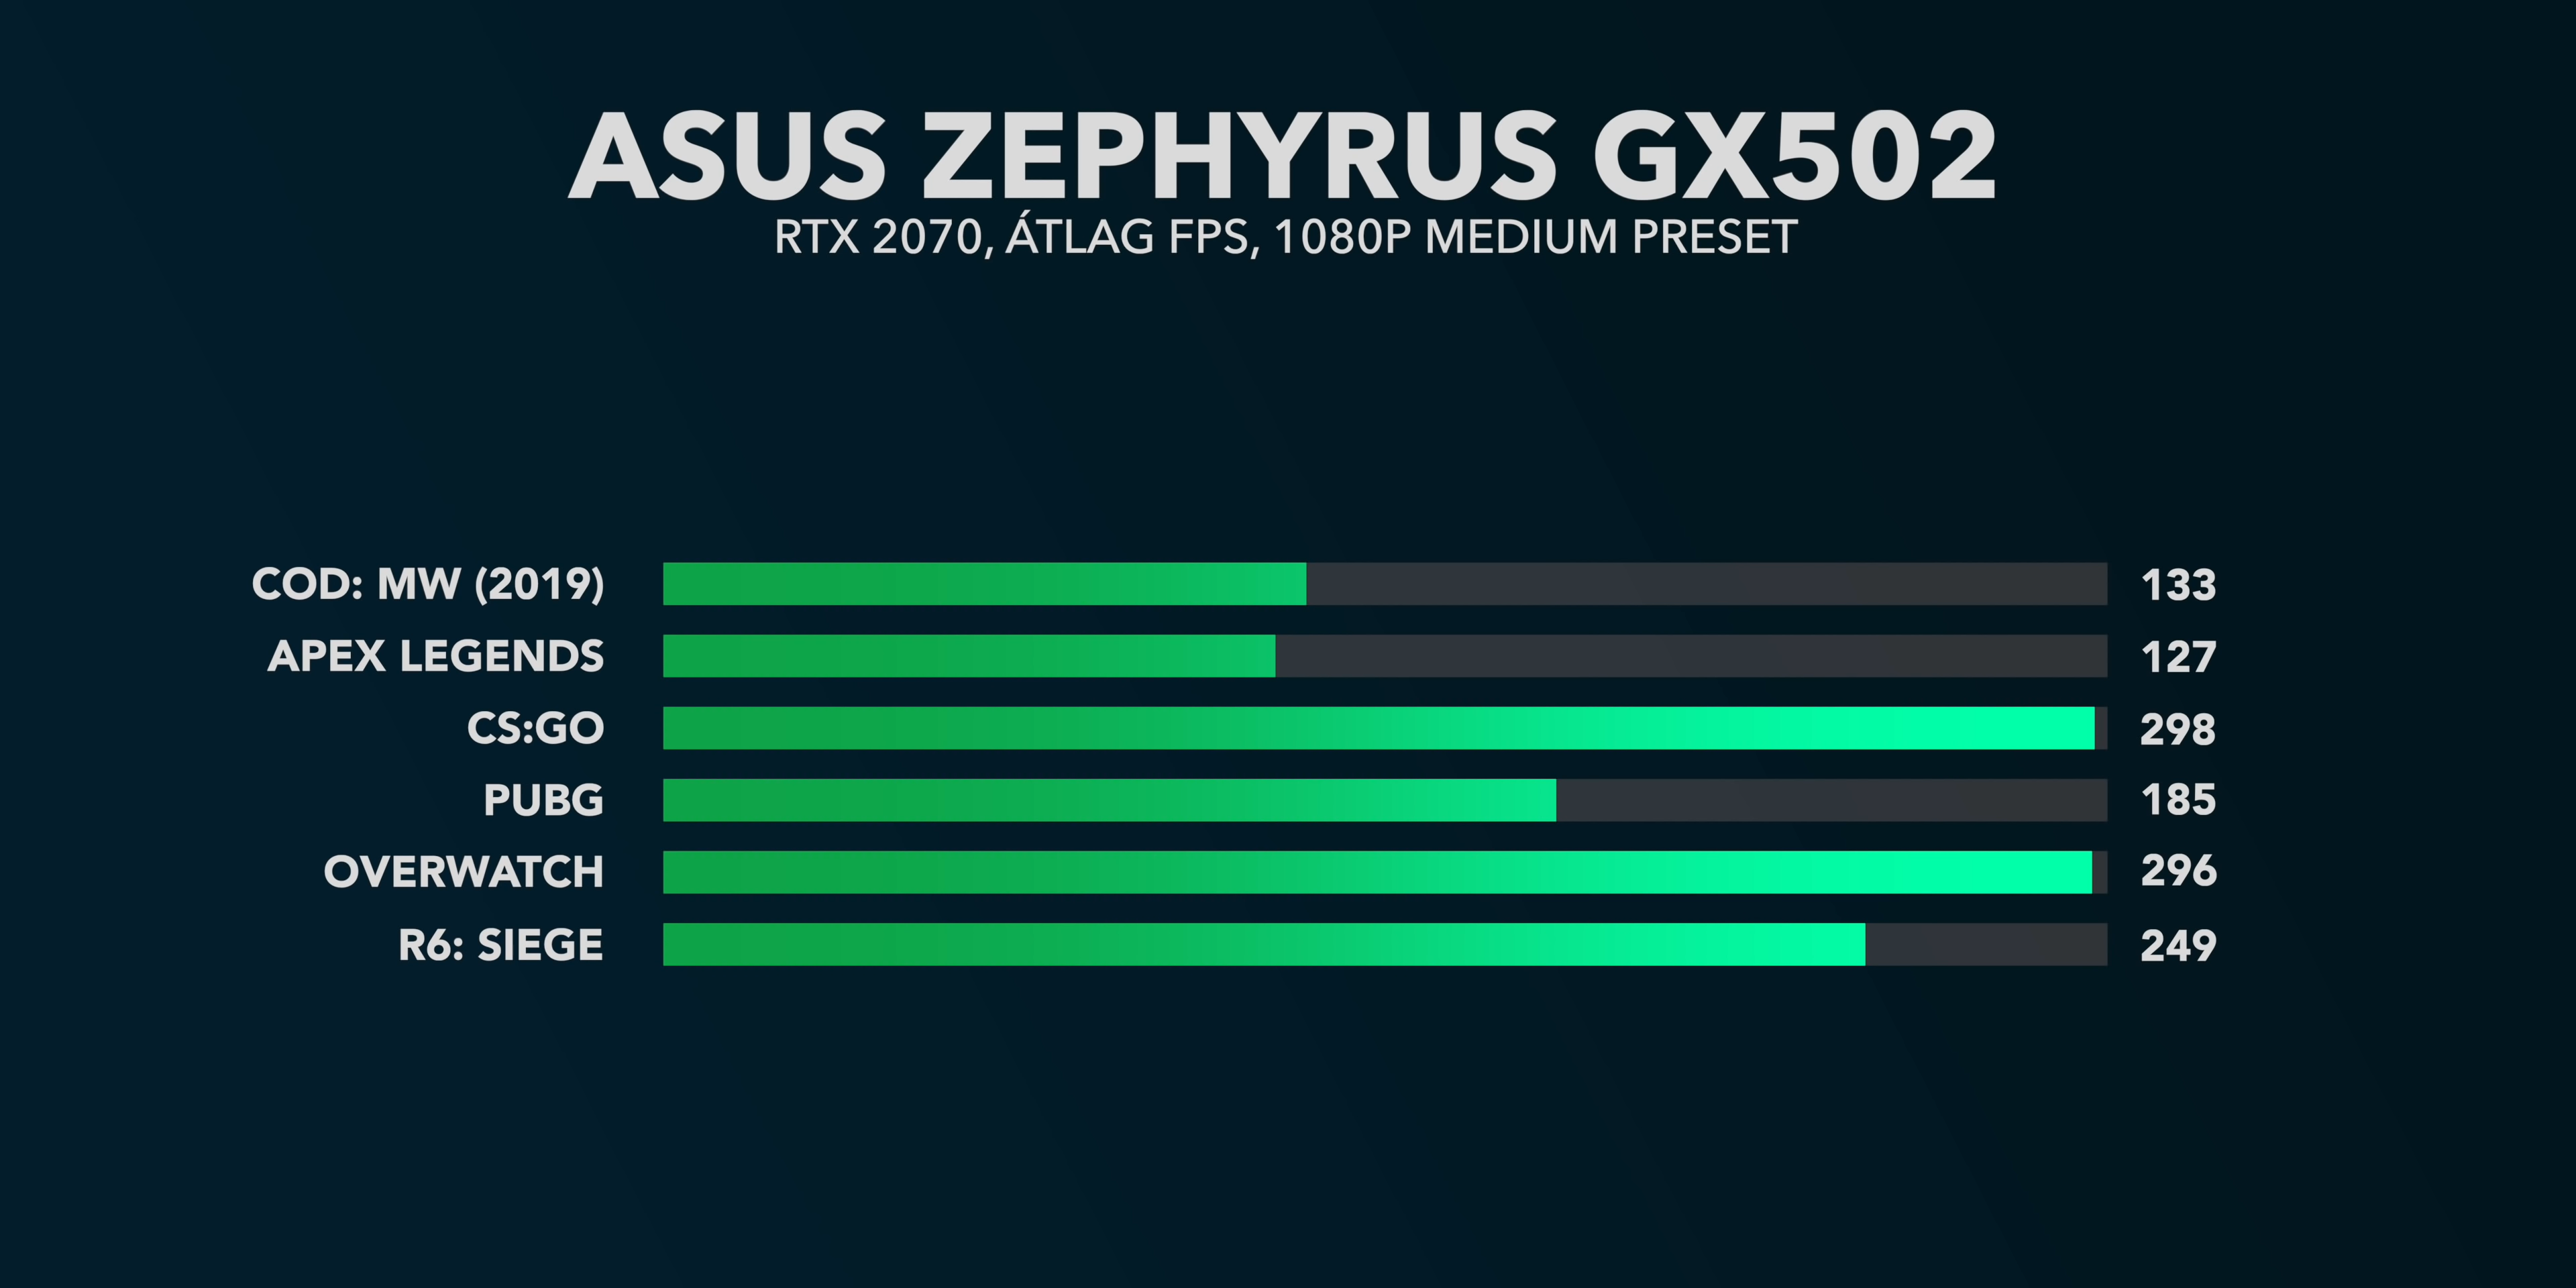 ASUS ZEPHYRUS GX502
RTX 2070, ÁTLAG FPS, 1080P MEDIUM PRESET
COD: MW (2019) 133
APEX LEGENDS 127
CS:GO 298
PUBG 185
OVERWATCH 296
R6: SIEGE 249